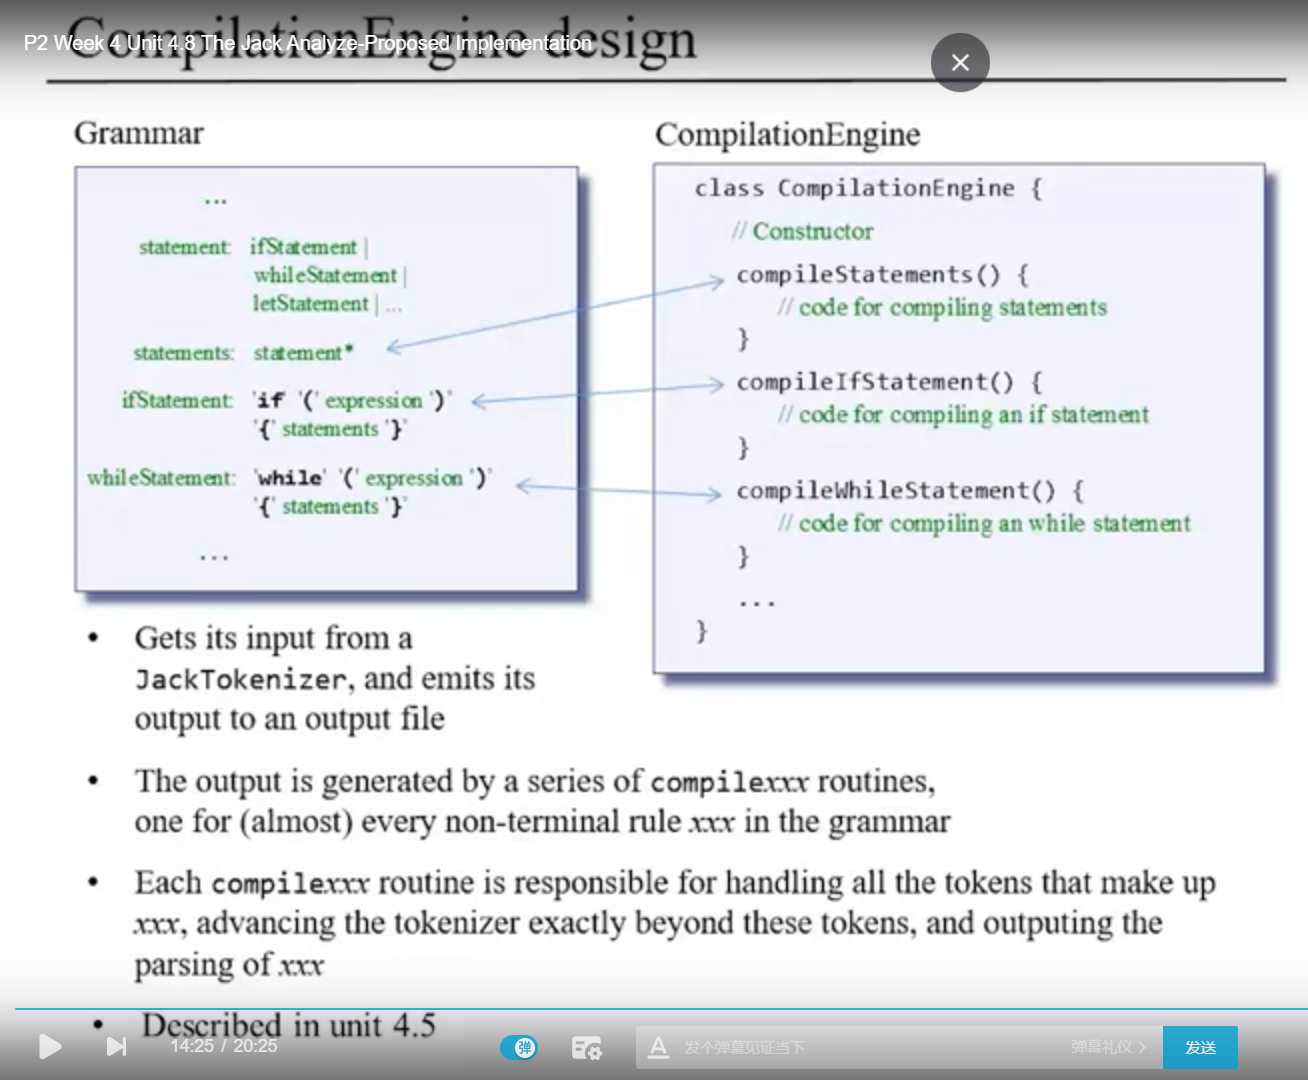 CompilationEngine design
P2 Week 4 Unit 4.8 The Jack Analyze-Proposed Implementation
Grammar
...
statement: ifStatement |
whileStatement |
letStatement | ...
statements: statement*
ifStatement: 'if '(' expression ')'
'{' statements '}'
whileStatement: 'while' '(' expression ')'
'{' statements '}'
...
CompilationEngine
class CompilationEngine {
// Constructor
compileStatements() {
// code for compiling statements
}
compileIfStatement() {
// code for compiling an if statement
}
compileWhileStatement() {
// code for compiling an while statement
}
...
}
• Gets its input from a
JackTokenizer, and emits its
output to an output file
• The output is generated by a series of compilexxx routines,
one for (almost) every non-terminal rule xxx in the grammar
• Each compilexxx routine is responsible for handling all the tokens that make up
xxx, advancing the tokenizer exactly beyond these tokens, and outputing the
parsing of xxx
• Described in unit 4.5
14:25 / 20:25
弹
A 发个弹幕见证当下
弹幕礼仪 >
发送